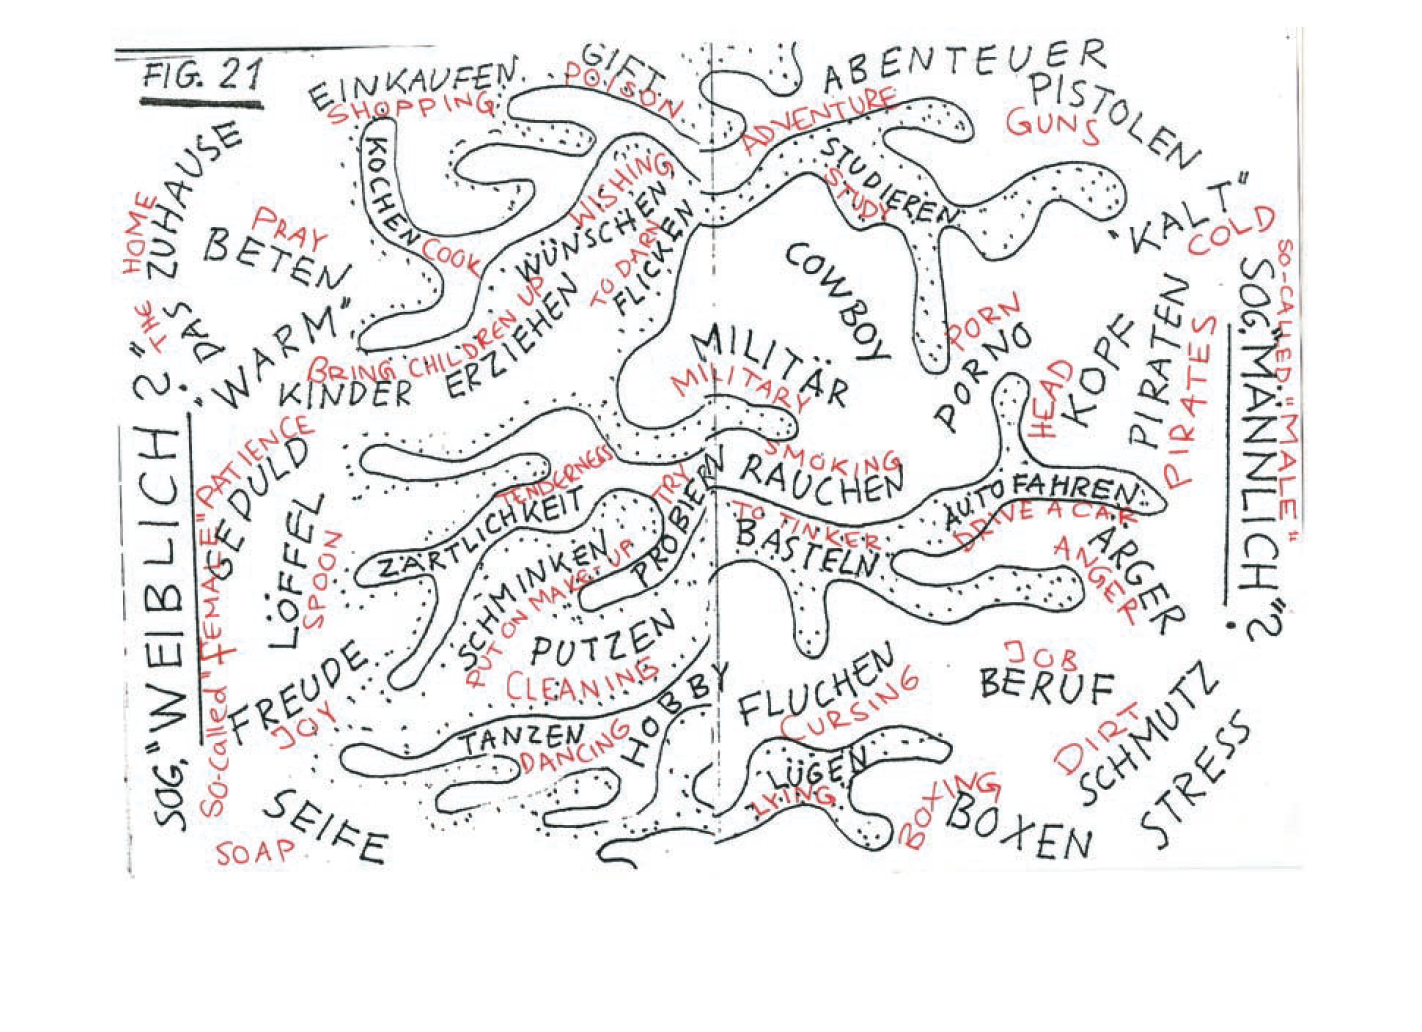 FIG. 21
EINKAUFEN
SHOPPING
GIFT
POISON
ABENTEUER
ADVENTURE
PISTOLEN
GUNS
DAS ZUHAUSE
THE HOME
BETEN
PRAY
KOCHEN
COOK
WISHING
WÜNSCHEN
TO DARN
FLICKEN
STUDIEREN
STUDY
"KALT"
COLD
"WARM"
BRING CHILDREN UP
KINDER ERZIEHEN
COWBOY
MILITÄR
MILITARY
PORN
PORNO
HEAD
KOPF
PIRATEN
PIRATES
SOG. "WEIBLICH"?
So-called "FEMALE"
SOG. "MÄNNLICH"?
SO-CALLED "MALE"
PATIENCE
GEDULD
LÖFFEL
SPOON
TENDERNESS
ZÄRTLICHKEIT
TRY
PROBIERN
SMOKING
RAUCHEN
AUTOFAHREN
DRIVE A CAR
TO TINKER
BASTELN
ÄRGER
ANGER
SCHMINKEN
PUT ON MAKE-UP
PUTZEN
CLEANING
FREUDE
JOY
TANZEN
DANCING
HOBBY
FLUCHEN
CURSING
JOB
BERUF
DIRT
SCHMUTZ
STRESS
SEIFE
SOAP
LÜGEN
LYING
BOXING
BOXEN